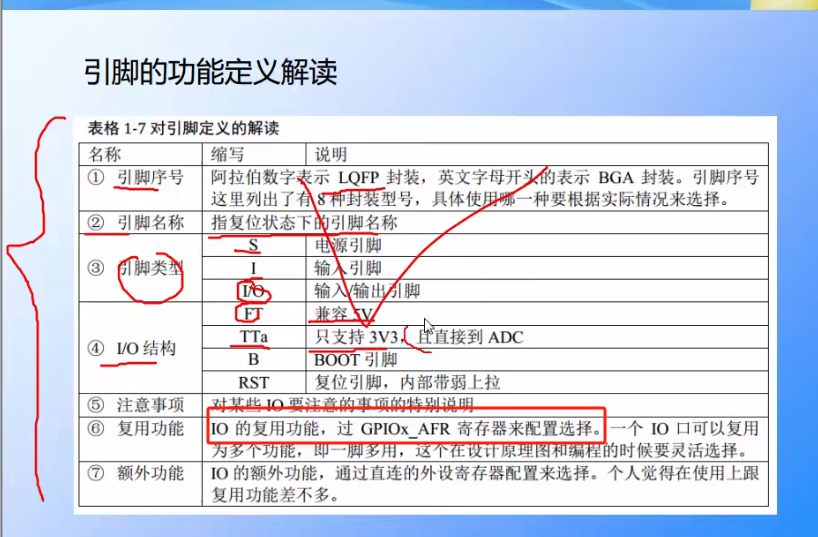 引脚的功能定义解读
表格 1-7 对引脚定义的解读
名称 缩写 说明
① 引脚序号 阿拉伯数字表示 LQFP 封装，英文字母开头的表示 BGA 封装。引脚序号
这里列出了有 8 种封装型号，具体使用哪一种要根据实际情况来选择。
② 引脚名称 指复位状态下的引脚名称
③ 引脚类型 S 电源引脚
I 输入引脚
I/O 输入/输出引脚
④ I/O 结构 FT 兼容 5V
TTa 只支持 3V3，且直接到 ADC
B BOOT 引脚
RST 复位引脚，内部带弱上拉
⑤ 注意事项 对某些 IO 要注意的事项的特别说明
⑥ 复用功能 IO 的复用功能，过 GPIOx_AFR 寄存器来配置选择。一个 IO 口可以复用
为多个功能，即一脚多用，这个在设计原理图和编程的时候要灵活选择。
⑦ 额外功能 IO 的额外功能，通过直连的外设寄存器配置来选择。个人觉得在使用上跟
复用功能差不多。